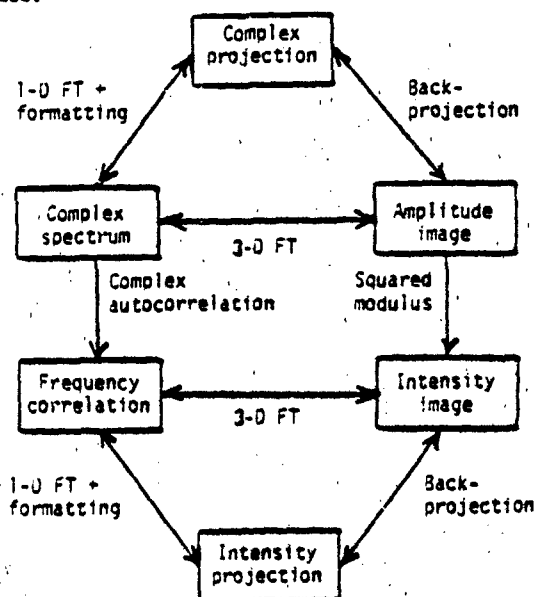 Complex
projection
1-D FT +
formatting
Back-
projection
Complex
spectrum
3-D FT
Amplitude
image
Complex
autocorrelation
Squared
modulus
Frequency
correlation
3-D FT
Intensity
image
1-D FT +
formatting
Back-
projection
Intensity
projection